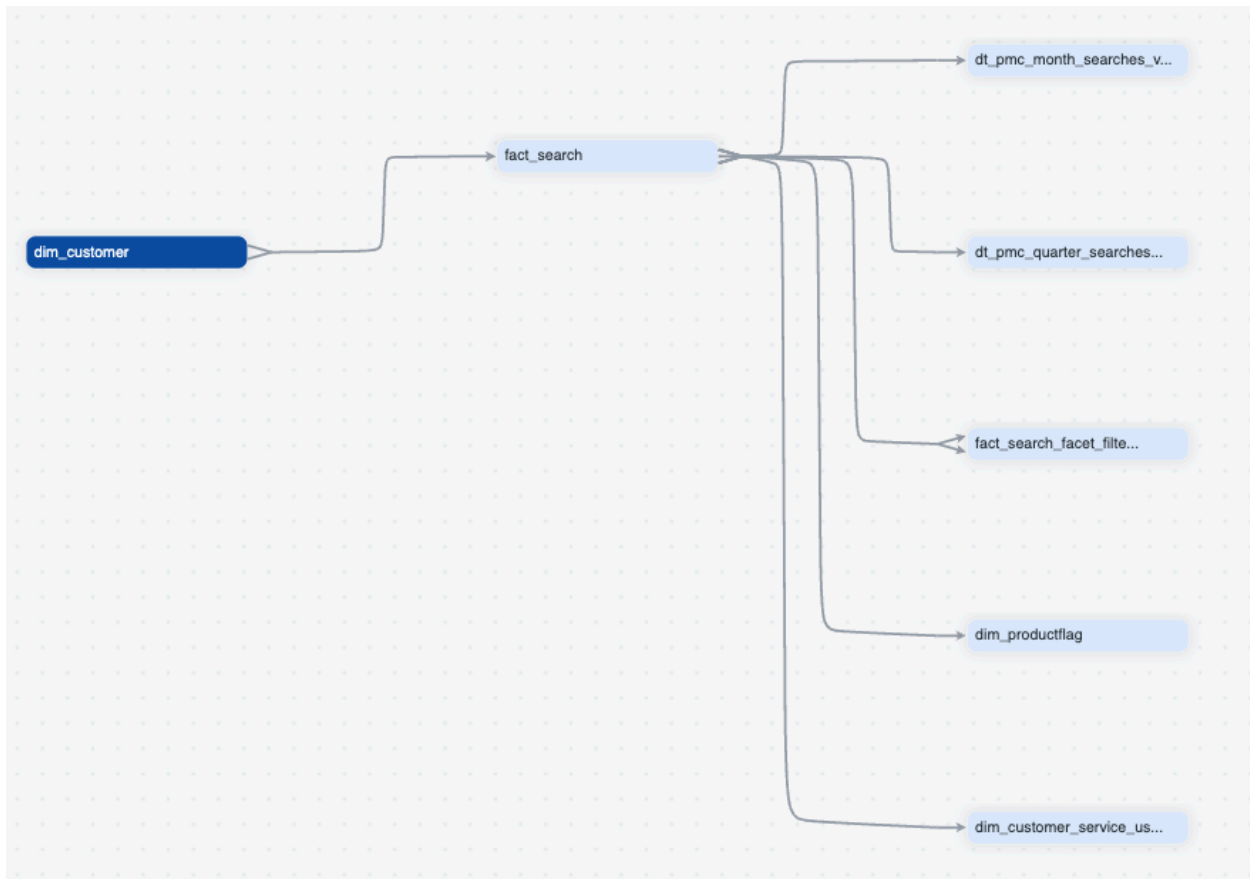 dt_pmc_month_searches_v...
fact_search
dim_customer
dt_pmc_quarter_searches...
fact_search_facet_filte...
dim_productflag
dim_customer_service_us...